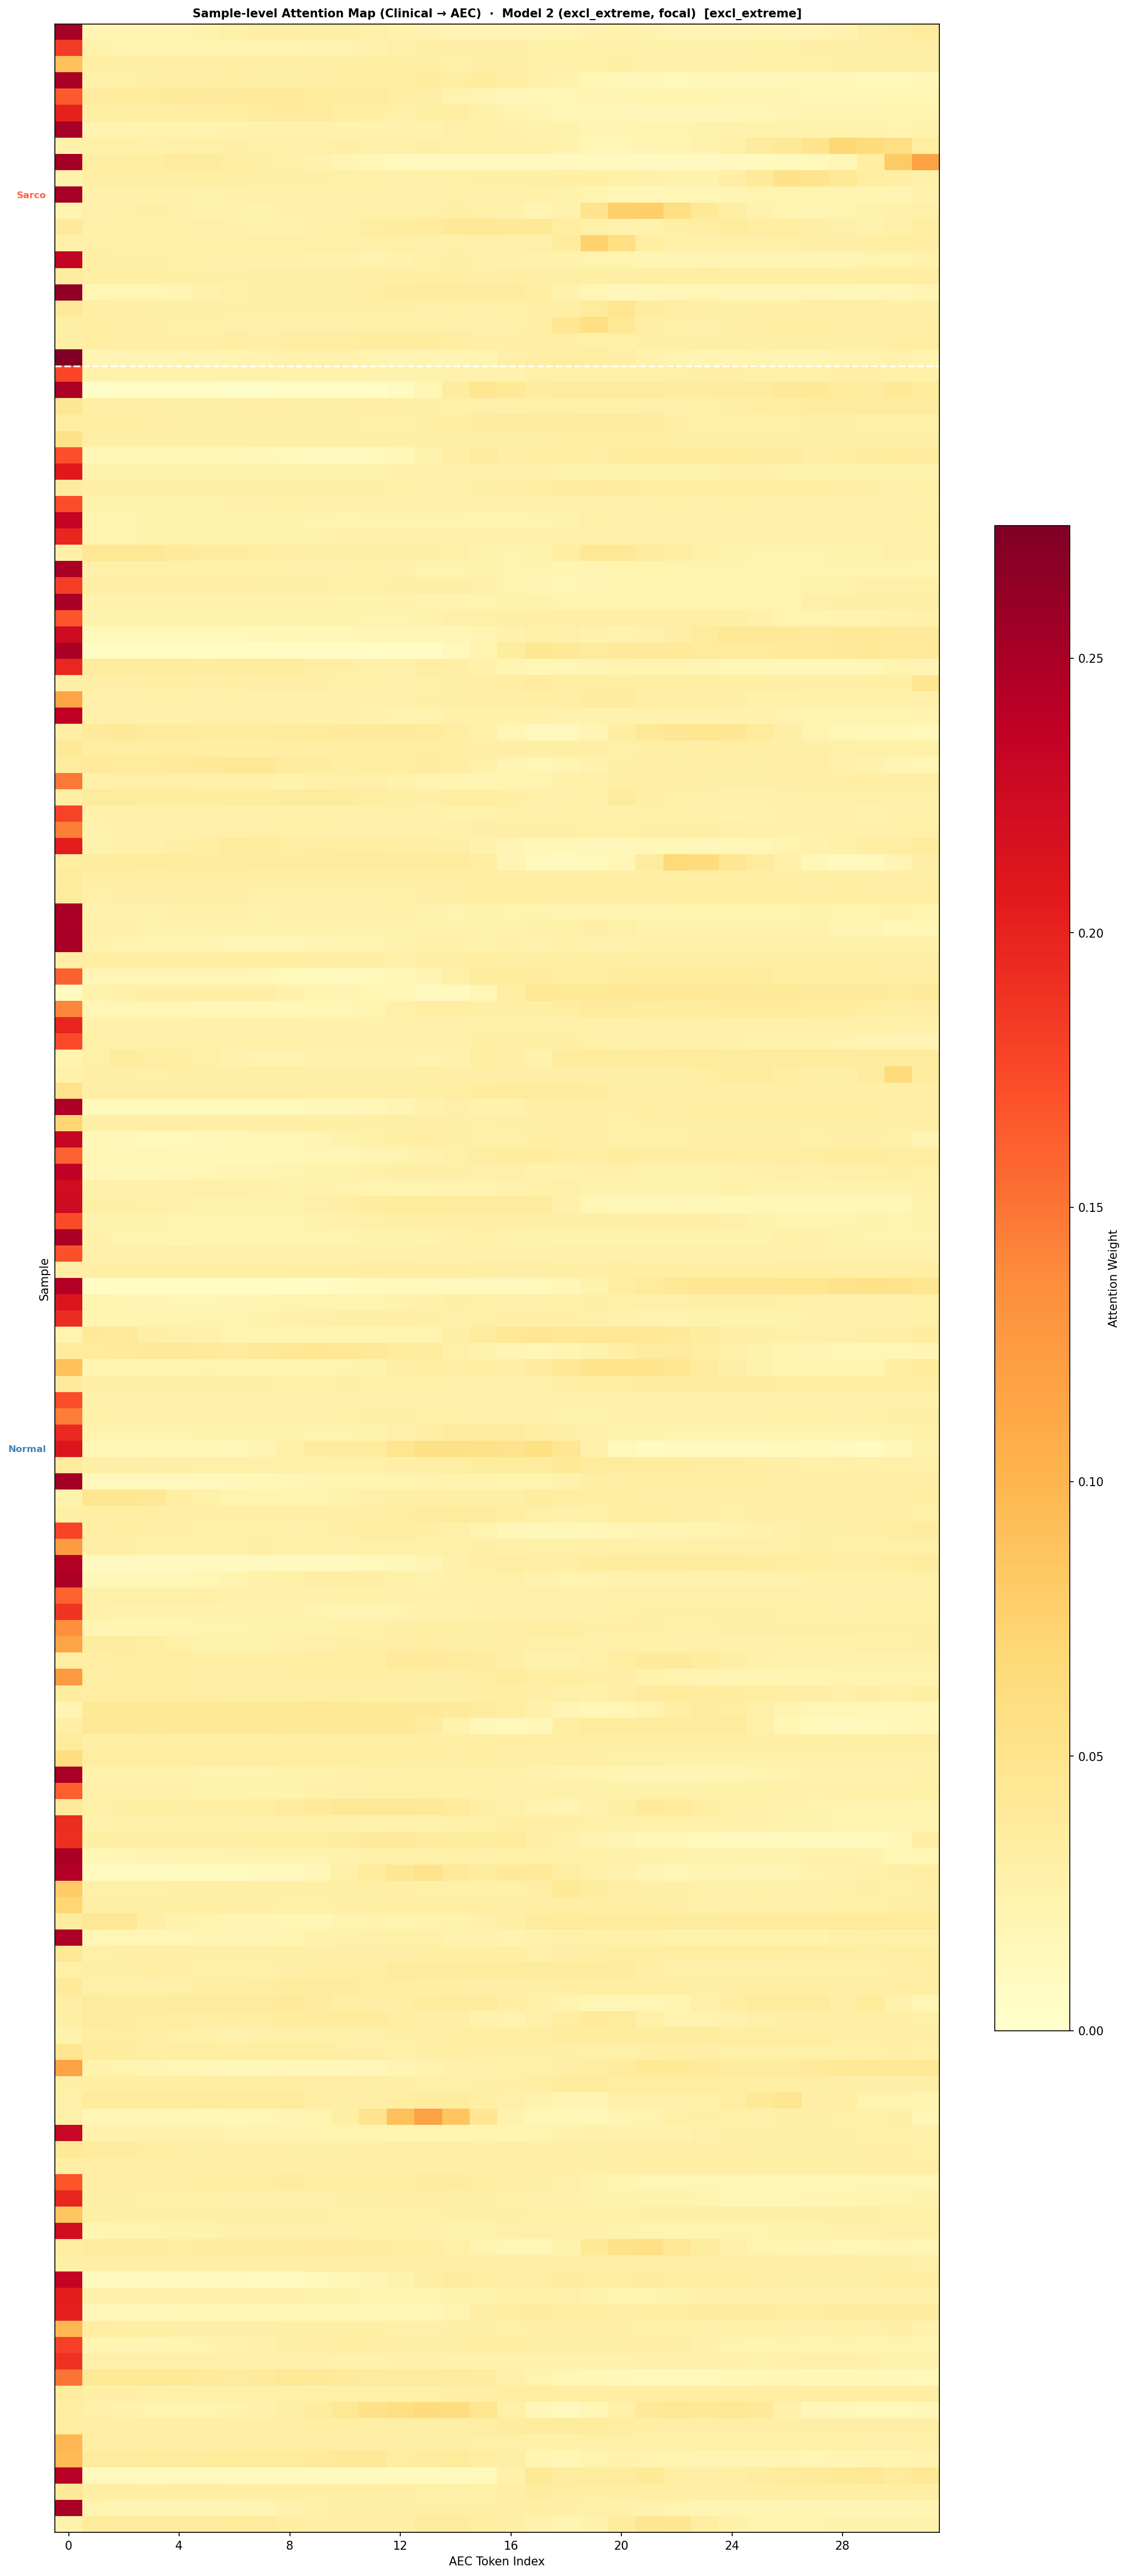 Sample-level Attention Map (Clinical → AEC)  ·  Model 2 (excl_extreme, focal)  [excl_extreme]
Sarco
Normal
Sample
0 4 8 12 16 20 24 28
AEC Token Index
0.25
0.20
0.15
0.10
0.05
0.00
Attention Weight